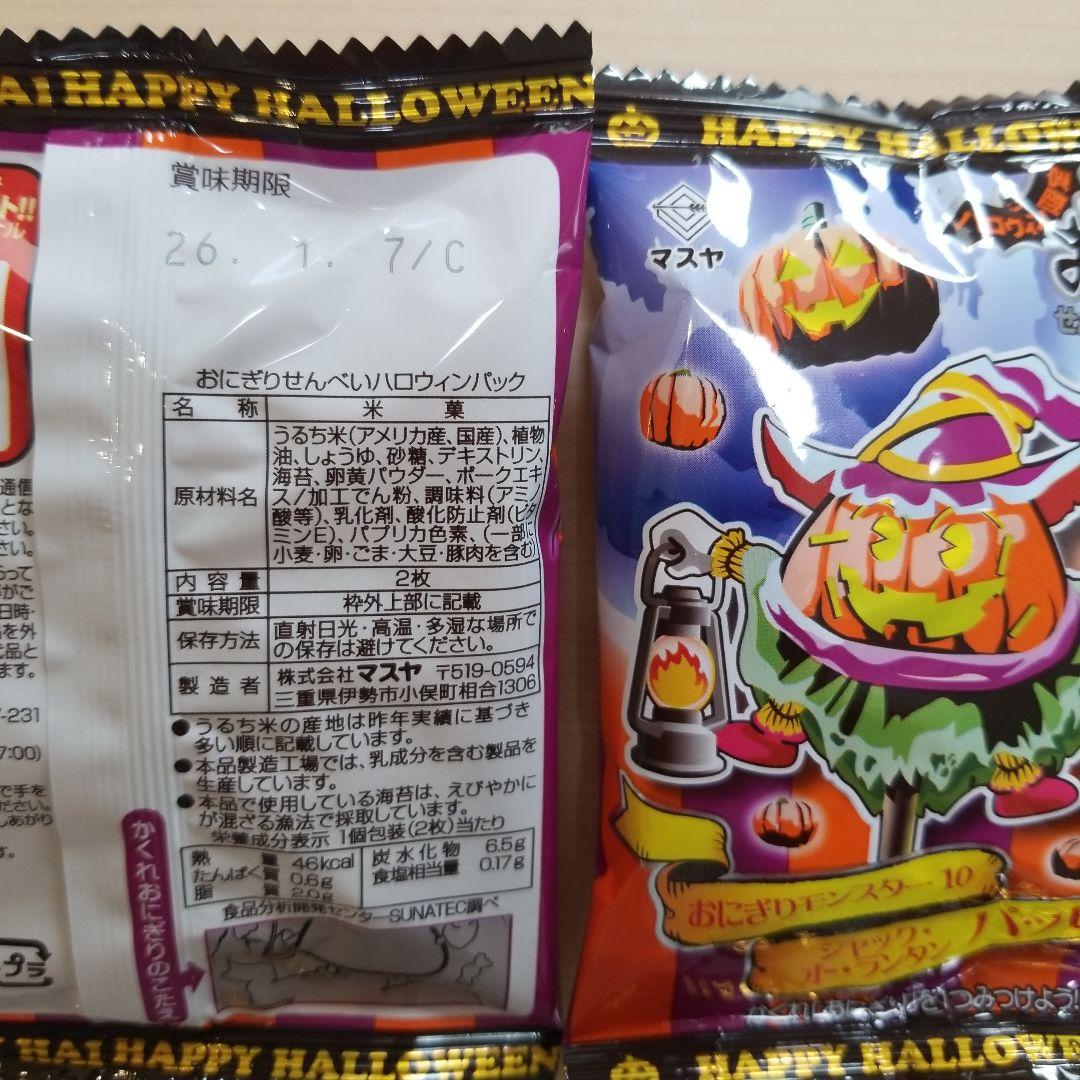 HAPPY HALLOWEEN
賞味期限
26. 1. 7/C
おにぎりせんべいハロウィンパック
名称 米菓
原材料名 うるち米(アメリカ産、国産)、植物
油、しょうゆ、砂糖、デキストリン、
海苔、卵黄パウダー、ポークエキ
ス/加工でん粉、調味料(アミノ
酸等)、乳化剤、酸化防止剤(ビタ
ミンE)、パプリカ色素、(一部に
小麦・卵・ごま・大豆・豚肉を含む)
内容量 2枚
賞味期限 枠外上部に記載
保存方法 直射日光・高温・多湿な場所で
の保存は避けてください。
製造者 株式会社マスヤ 〒519-0594
三重県伊勢市小俣町相合1306
●うるち米の産地は昨年実績に基づき
多い順に記載しています。
●本品製造工場では、乳成分を含む製品を
生産しています。
●本品で使用している海苔は、えびやかに
が混ざる漁法で採取しています。
栄養成分表示 1個包装(2枚)当たり
熱量 46kcal 炭水化物 6.5g
たんぱく質 0.6g 食塩相当量 0.17g
脂質 2.0g
食品分析開発センターSUNATEC調べ
かくれおにぎりのこたえ
プラ
HAPPY HALLOWEEN
HAPPY HALLOW
マスヤ
ハロウィ
おにぎりモンスター10
ジャック・
オー・ランタン
HAPPY HALLOWEE